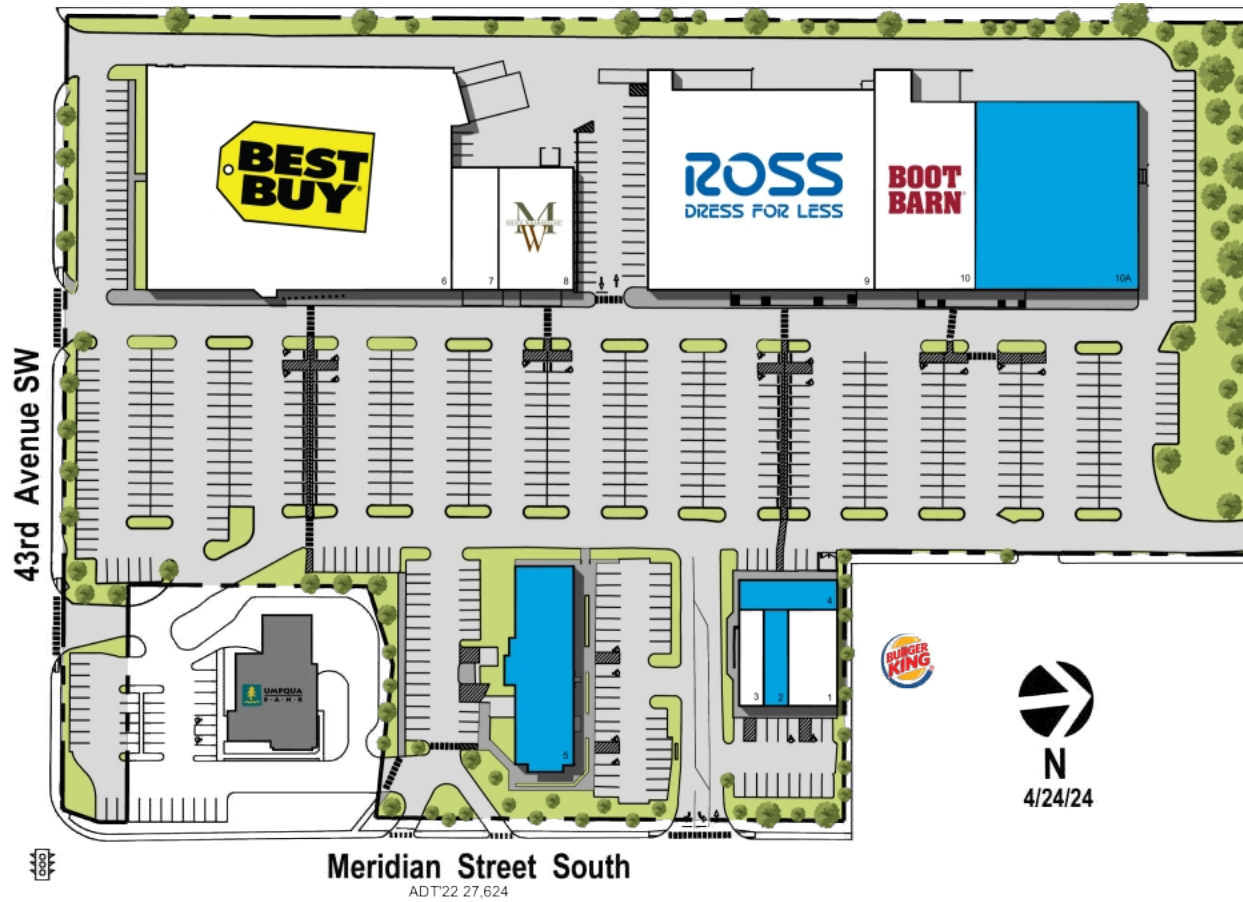 BEST
BUY
6
7
MW
8
ROSS
DRESS FOR LESS
9
BOOT
BARN
10
10A
43rd Avenue SW
UMPQUA
B·A·N·K
5
4
3
2
1
BURGER
KING
N
4/24/24
Meridian Street South
ADT'22 27,624